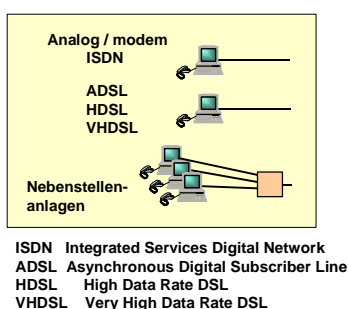 Analog / modem
ISDN
ADSL
HDSL
VHDSL
Nebenstellen-
anlagen
ISDN Integrated Services Digital Network
ADSL Asynchronous Digital Subscriber Line
HDSL High Data Rate DSL
VHDSL Very High Data Rate DSL